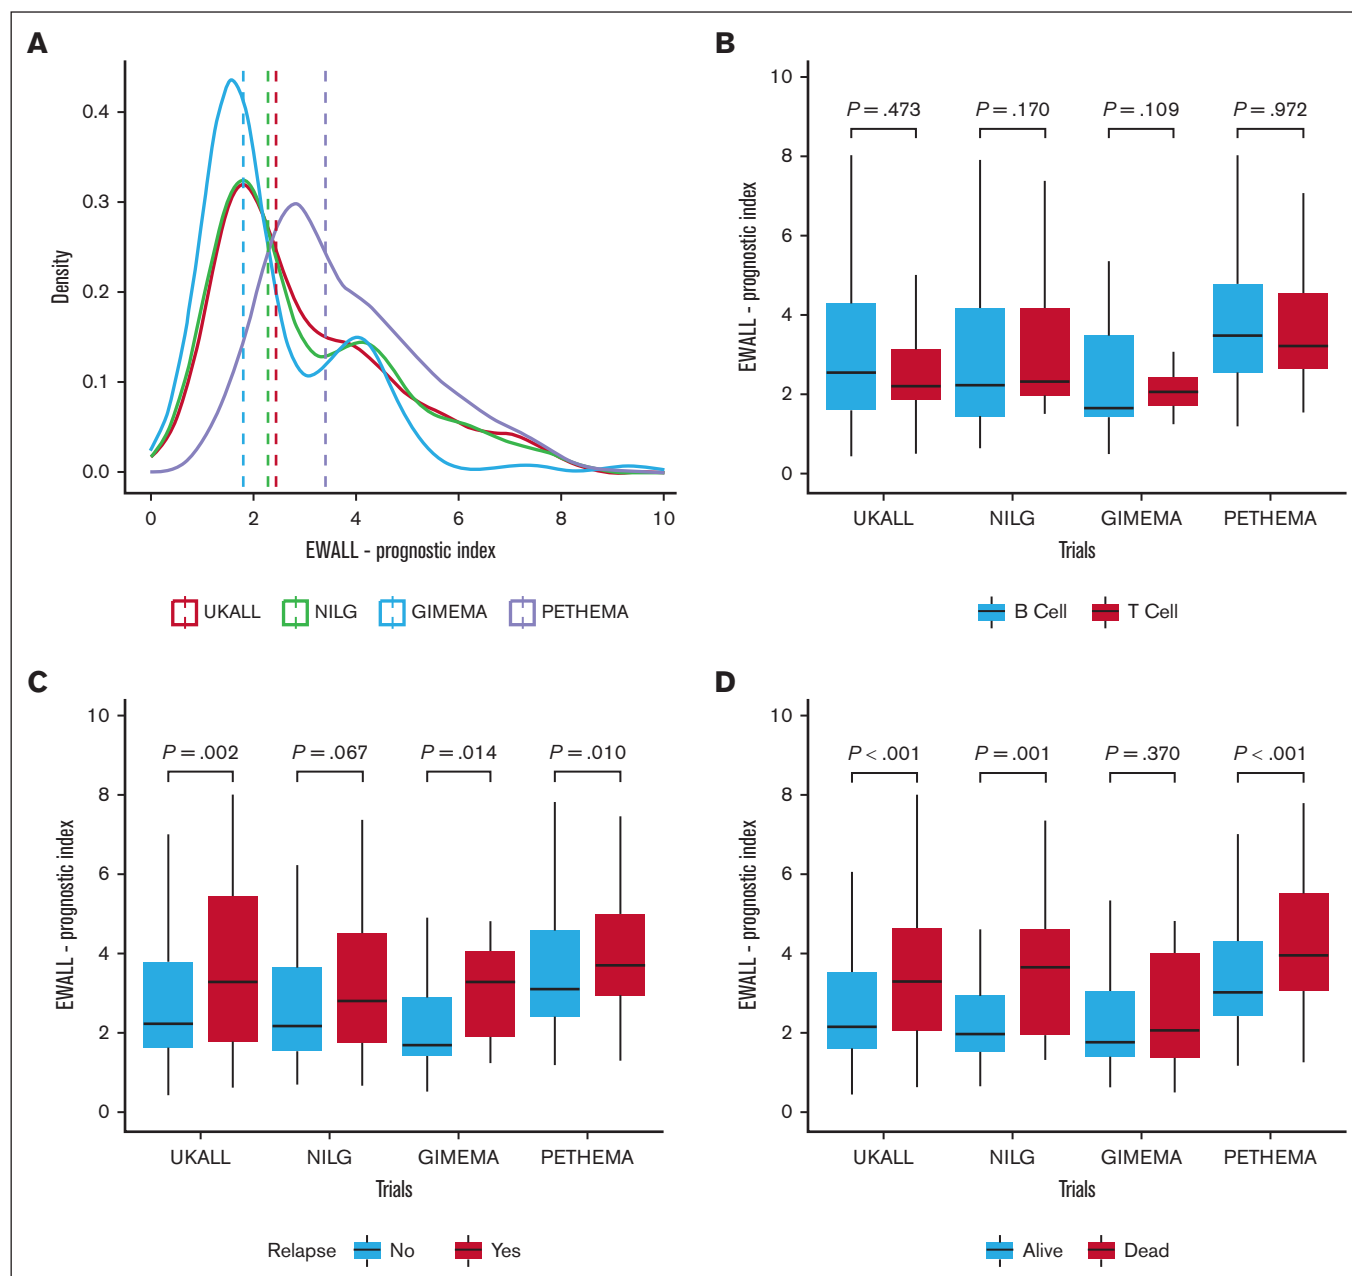 A
0.4
0.3
0.2
0.1
0.0
Density
0 2 4 6 8 10
EWALL - prognostic index
UKALL NILG GIMEMA PETHEMA
B
10
8
6
4
2
0
EWALL - prognostic index
P = .473 P = .170 P = .109 P = .972
UKALL NILG GIMEMA PETHEMA
Trials
B Cell T Cell
C
10
8
6
4
2
0
EWALL - prognostic index
P = .002 P = .067 P = .014 P = .010
UKALL NILG GIMEMA PETHEMA
Trials
Relapse No Yes
D
10
8
6
4
2
0
EWALL - prognostic index
P < .001 P = .001 P = .370 P < .001
UKALL NILG GIMEMA PETHEMA
Trials
Alive Dead